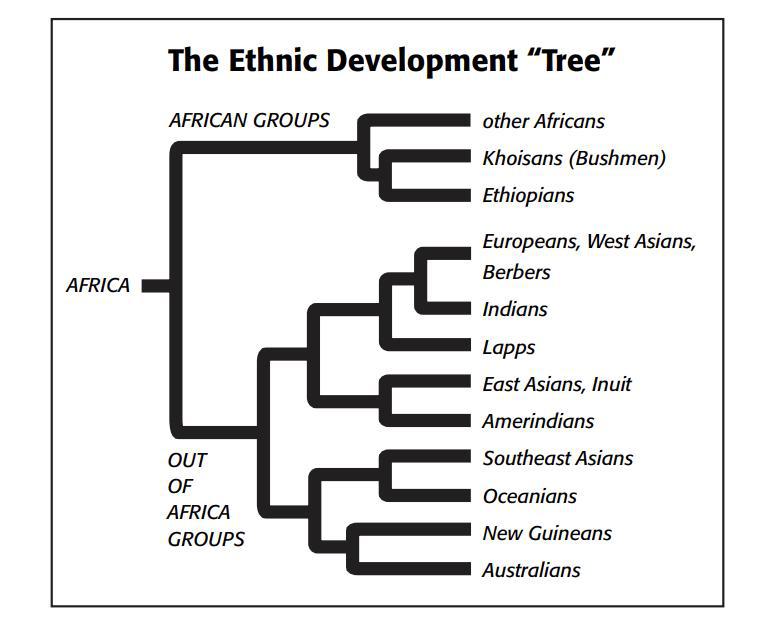 The Ethnic Development “Tree”
AFRICAN GROUPS
other Africans
Khoisans (Bushmen)
Ethiopians
Europeans, West Asians,
Berbers
AFRICA
Indians
Lapps
East Asians, Inuit
Amerindians
OUT
OF
AFRICA
GROUPS
Southeast Asians
Oceanians
New Guineans
Australians